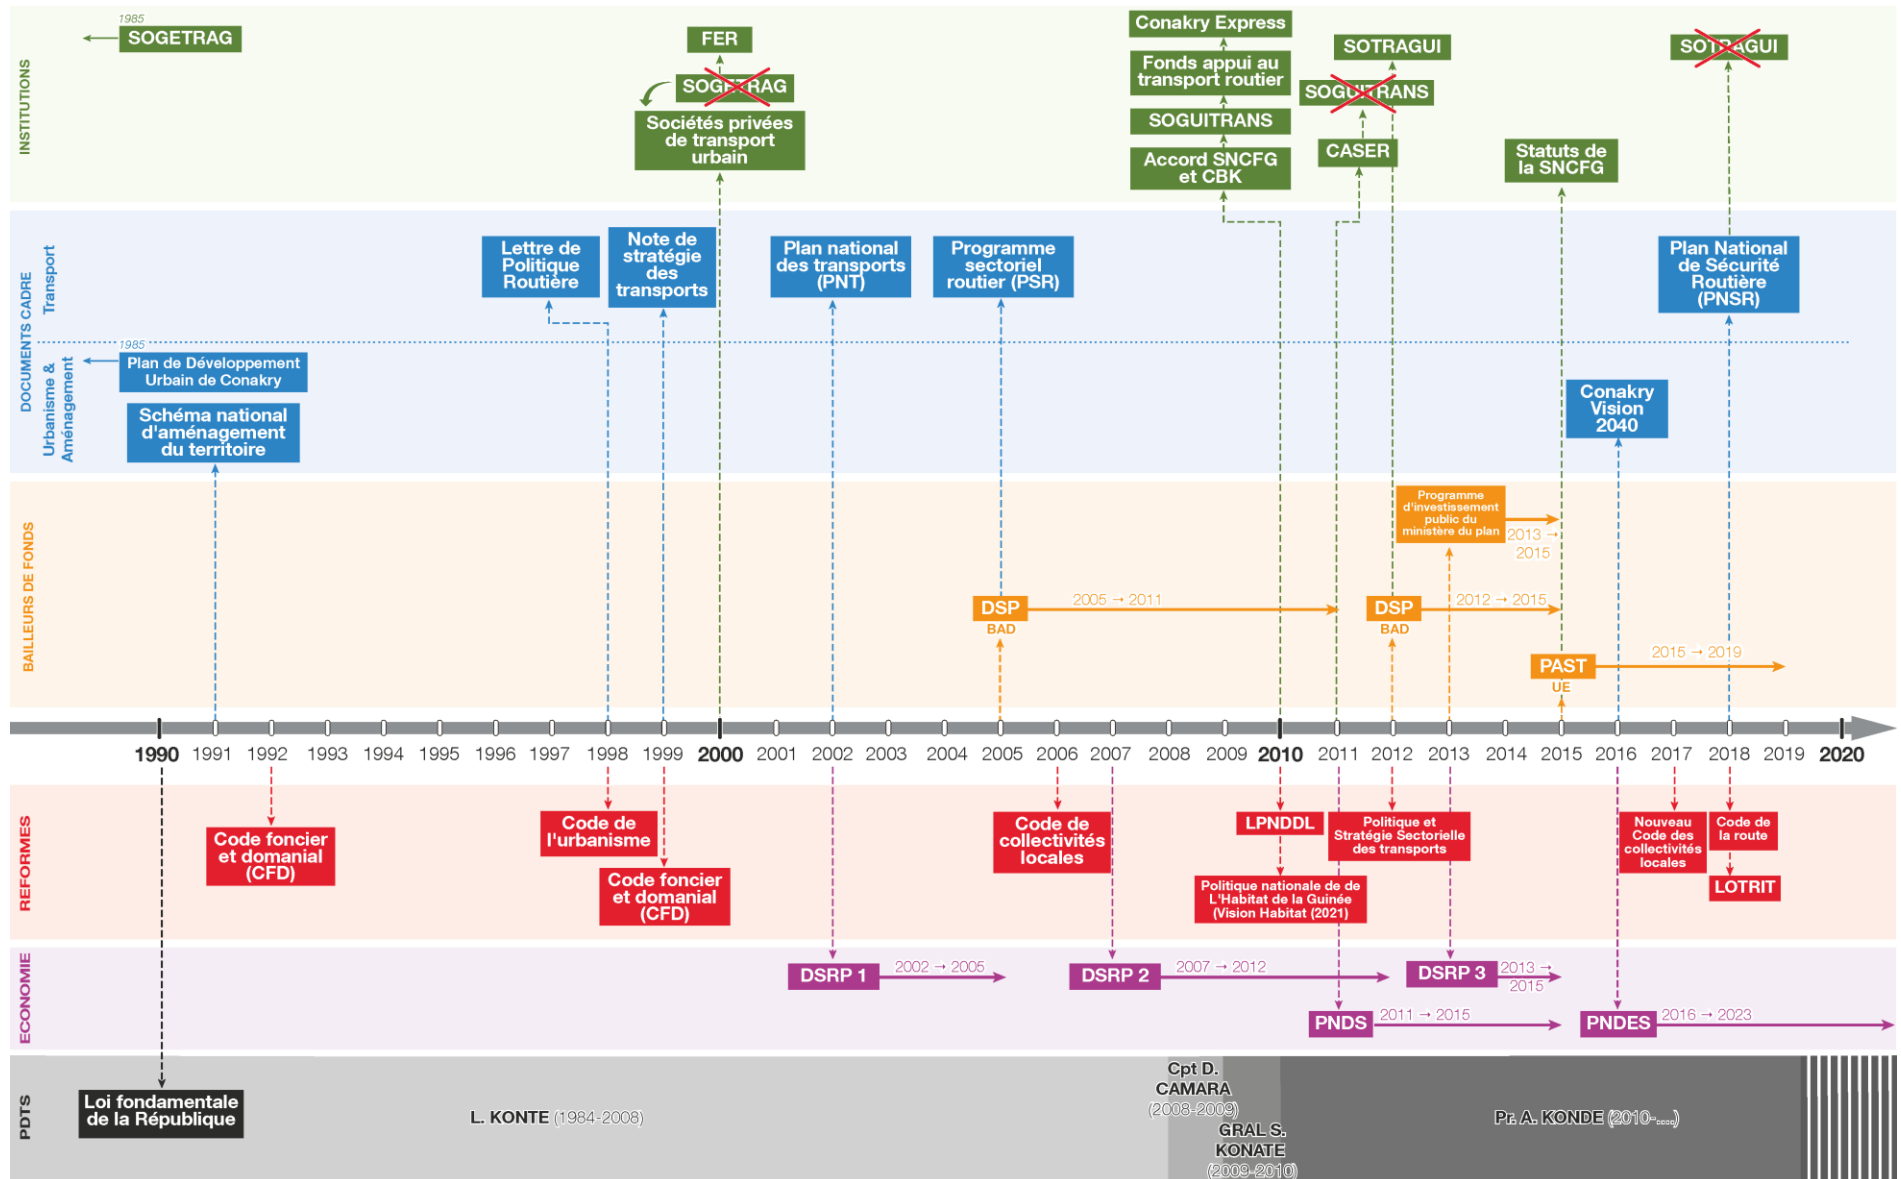 INSTITUTIONS
1985
SOGETRAG
FER
SOGETRAG
Sociétés privées
de transport
urbain
Conakry Express
Fonds appui au
transport routier
SOGUITRANS
Accord SNCFG
et CBK
SOTRAGUI
SOGUITRANS
CASER
Statuts de
la SNCFG
SOTRAGUI
DOCUMENTS CADRE
Transport
Lettre de
Politique
Routière
Note de
stratégie
des
transports
Plan national
des transports
(PNT)
Programme
sectoriel
routier (PSR)
Plan National
de Sécurité
Routière
(PNSR)
Urbanisme &
Aménagement
1985
Plan de Développement
Urbain de Conakry
Schéma national
d'aménagement
du territoire
Conakry
Vision
2040
BAILLEURS DE FONDS
Programme
d'investissement
public du
ministère du plan
2013 →
2015
DSP
BAD
2005 → 2011
DSP
BAD
2012 → 2015
PAST
UE
2015 → 2019
1990 1991 1992 1993 1994 1995 1996 1997 1998 1999 2000 2001 2002 2003 2004 2005 2006 2007 2008 2009 2010 2011 2012 2013 2014 2015 2016 2017 2018 2019 2020
REFORMES
Code foncier
et domanial
(CFD)
Code de
l'urbanisme
Code foncier
et domanial
(CFD)
Code de
collectivités
locales
LPNDDL
Politique nationale de de
L'Habitat de la Guinée
(Vision Habitat (2021)
Politique et
Stratégie Sectorielle
des transports
Nouveau
Code des
collectivités
locales
Code de
la route
LOTRIT
ECONOMIE
DSRP 1
2002 → 2005
DSRP 2
2007 → 2012
DSRP 3
2013 →
2015
PNDS
2011 → 2015
PNDES
2016 → 2023
PDTS
Loi fondamentale
de la République
L. KONTE (1984-2008)
Cpt D.
CAMARA
(2008-2009)
GRAL S.
KONATE
(2009-2010)
Pr. A. KONDE (2010-....)